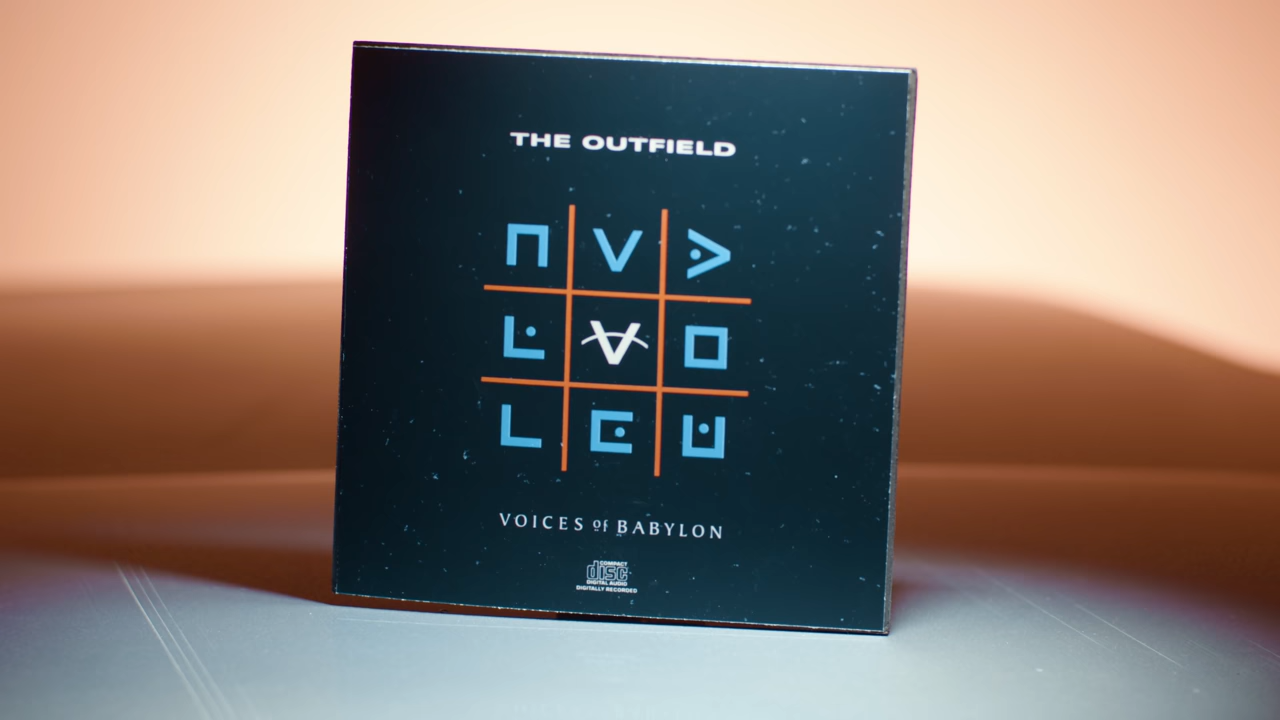 THE OUTFIELD
VOICES of BABYLON
COMPACT
disc
DIGITAL AUDIO
DIGITALLY RECORDED